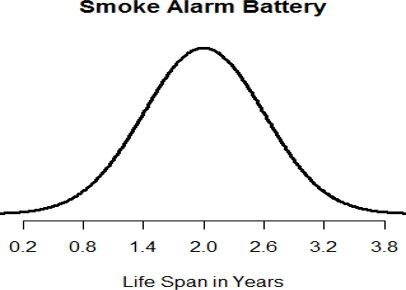 Smoke Alarm Battery
0.2 0.8 1.4 2.0 2.6 3.2 3.8
Life Span in Years